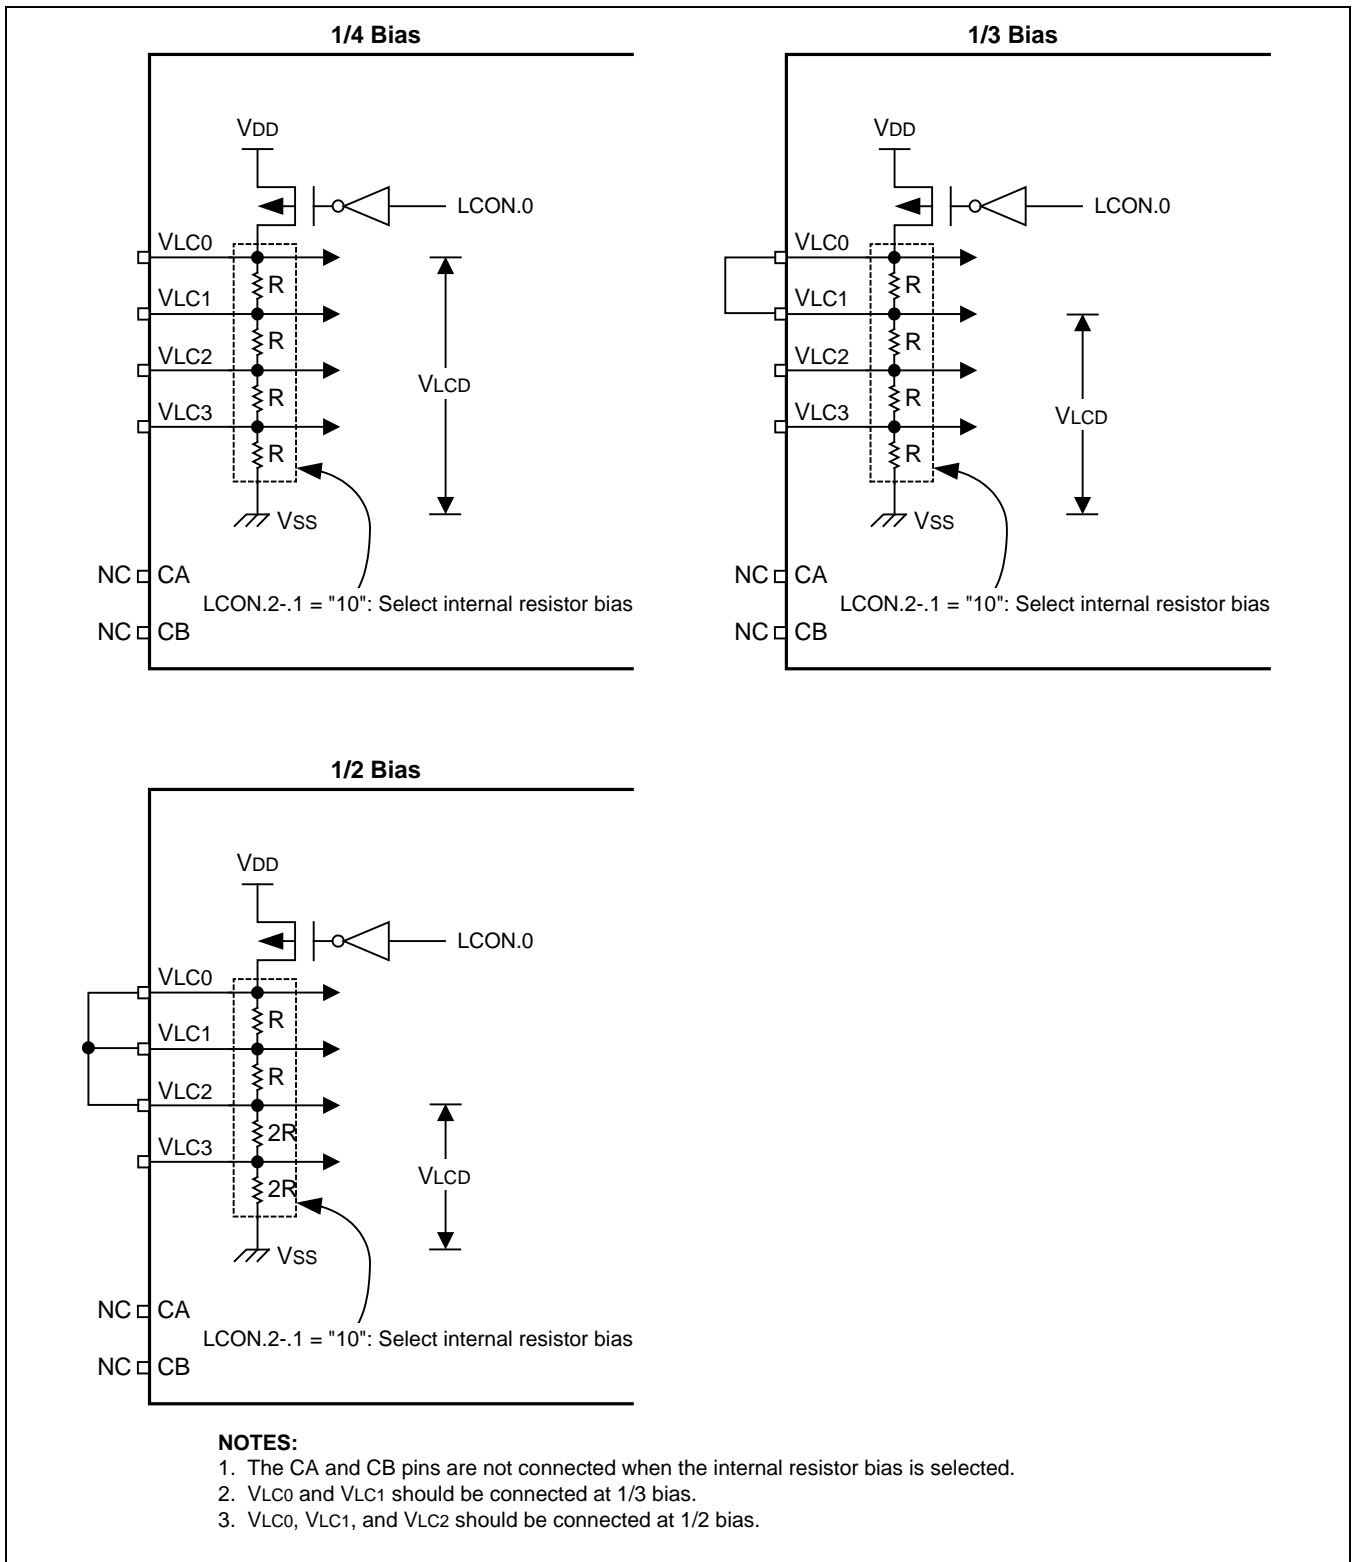 1/4 Bias
VDD
LCON.0
VLC0
R
VLC1
R
VLC2
R
VLCD
VLC3
R
VSS
NC CA
LCON.2-.1 = "10": Select internal resistor bias
NC CB
1/3 Bias
VDD
LCON.0
VLC0
R
VLC1
R
VLC2
R
VLC3
VLCD
R
VSS
NC CA
LCON.2-.1 = "10": Select internal resistor bias
NC CB
1/2 Bias
VDD
LCON.0
VLC0
R
VLC1
R
VLC2
2R
VLC3
VLCD
2R
VSS
NC CA
LCON.2-.1 = "10": Select internal resistor bias
NC CB
NOTES:
1. The CA and CB pins are not connected when the internal resistor bias is selected.
2. VLC0 and VLC1 should be connected at 1/3 bias.
3. VLC0, VLC1, and VLC2 should be connected at 1/2 bias.